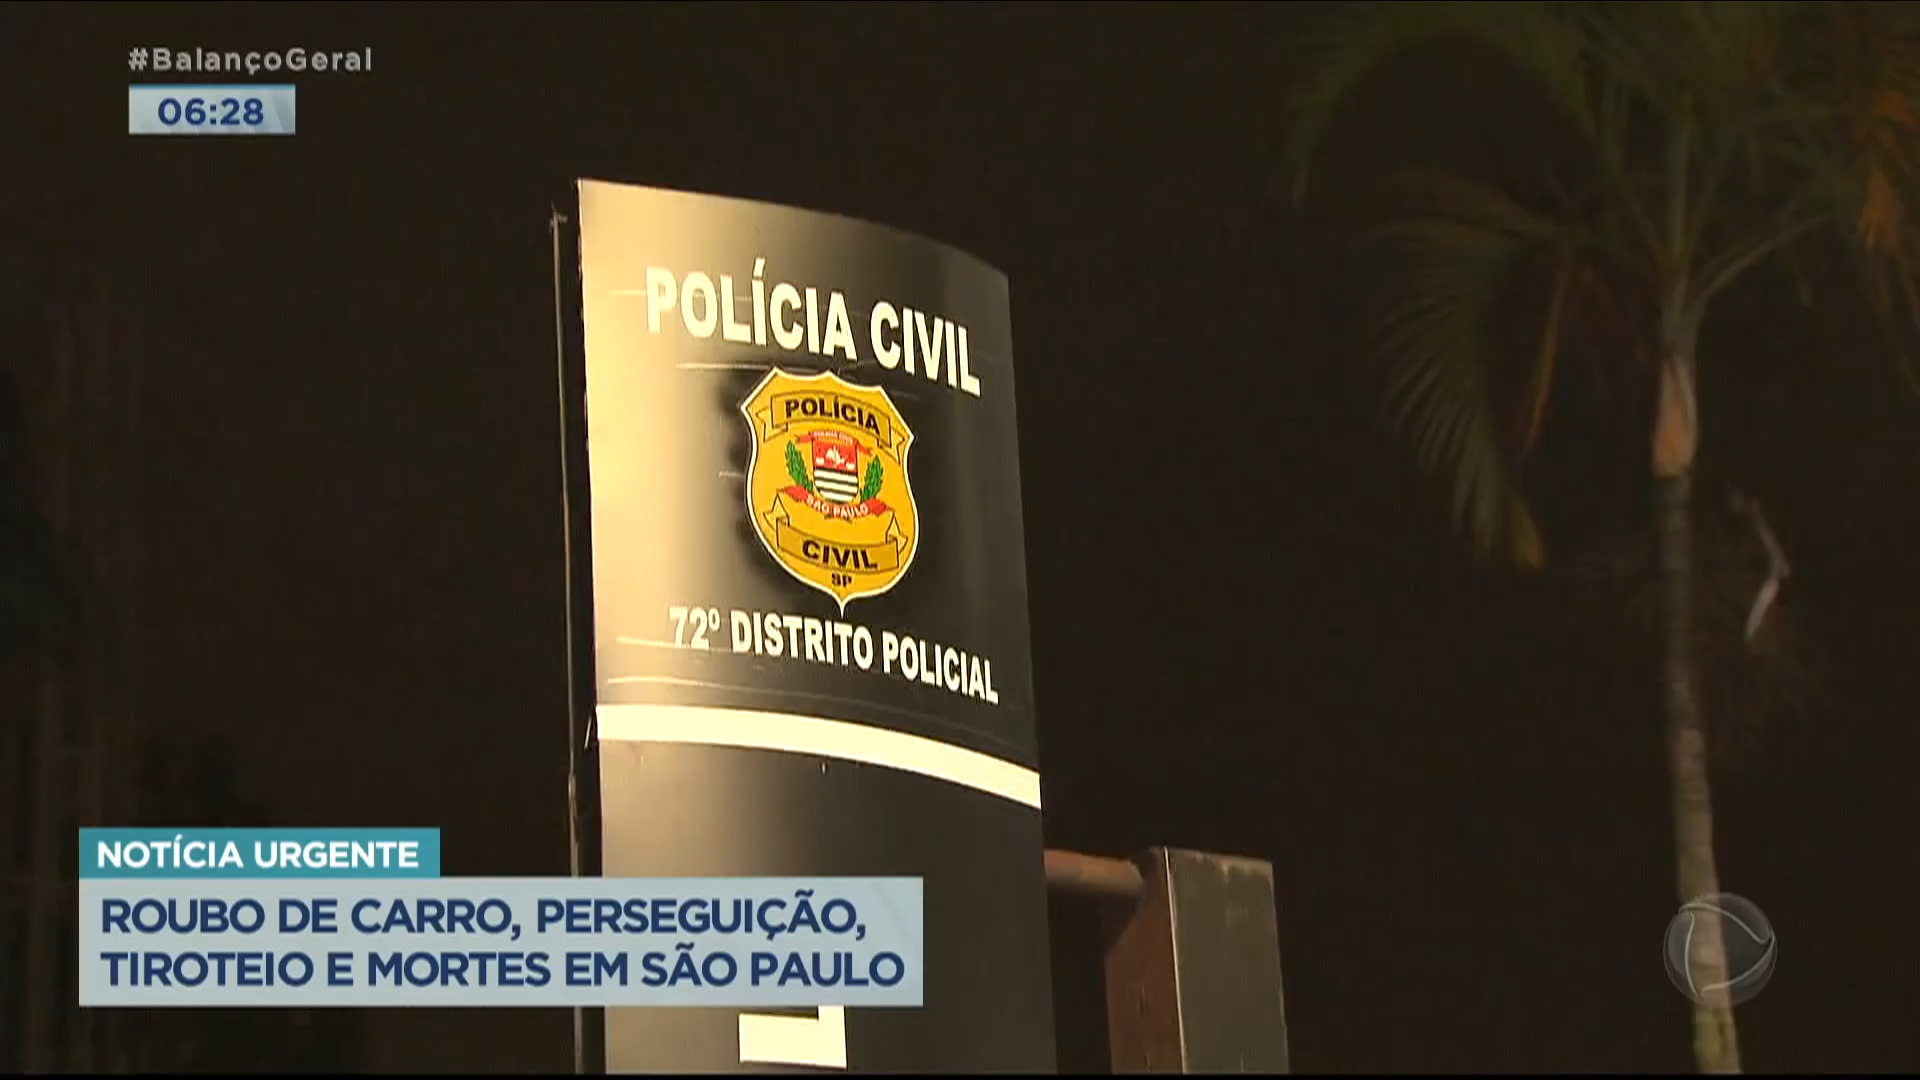 #BalançoGeral
06:28
POLÍCIA CIVIL
POLÍCIA
SÃO PAULO
CIVIL
SP
72º DISTRITO POLICIAL
NOTÍCIA URGENTE
ROUBO DE CARRO, PERSEGUIÇÃO,
TIROTEIO E MORTES EM SÃO PAULO